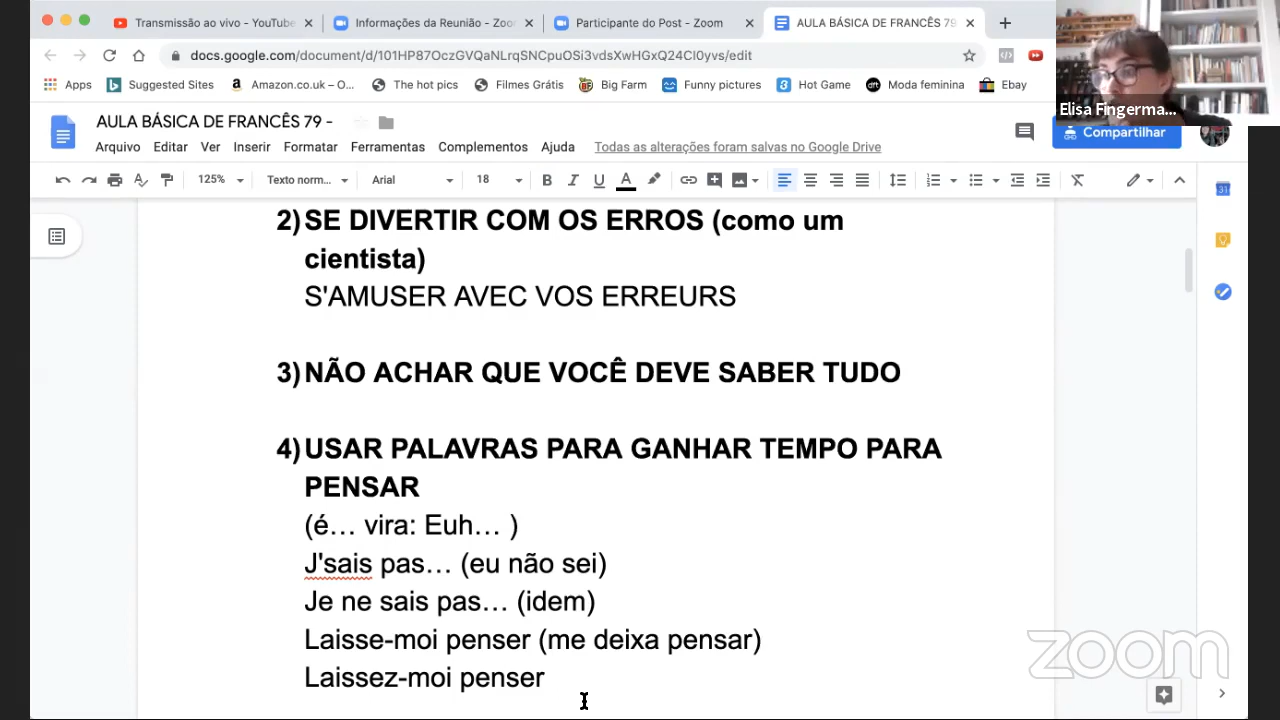 Transmissão ao vivo - YouTube
Informações da Reunião - Zoo
Participante do Post - Zoom
AULA BÁSICA DE FRANCÊS 79
docs.google.com/document/d/101HP87OczGVQaNLrqSNCpuOSi3vdsXwHGxQ24CI0yvs/edit
Apps
Suggested Sites
Amazon.co.uk – O...
The hot pics
Filmes Grátis
Big Farm
Funny pictures
Hot Game
Moda feminina
Ebay
Elisa Fingerma...
AULA BÁSICA DE FRANCÊS 79 -
Compartilhar
Arquivo Editar Ver Inserir Formatar Ferramentas Complementos Ajuda
Todas as alterações foram salvas no Google Drive
125% Texto norm... Arial 18 B I U A
31
2) SE DIVERTIR COM OS ERROS (como um
cientista)
S'AMUSER AVEC VOS ERREURS
3) NÃO ACHAR QUE VOCÊ DEVE SABER TUDO
4) USAR PALAVRAS PARA GANHAR TEMPO PARA
PENSAR
(é… vira: Euh… )
J'sais pas… (eu não sei)
Je ne sais pas… (idem)
Laisse-moi penser (me deixa pensar)
Laissez-moi penser
zoom